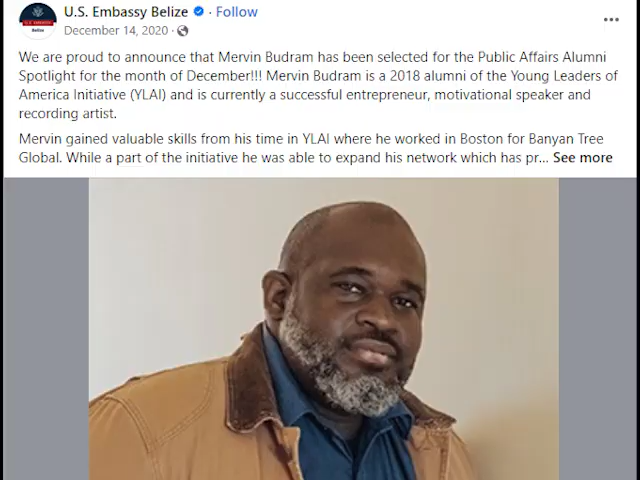 U.S. Embassy Belize · Follow
December 14, 2020 ·
We are proud to announce that Mervin Budram has been selected for the Public Affairs Alumni
Spotlight for the month of December!!! Mervin Budram is a 2018 alumni of the Young Leaders of
America Initiative (YLAI) and is currently a successful entrepreneur, motivational speaker and
recording artist.
Mervin gained valuable skills from his time in YLAI where he worked in Boston for Banyan Tree
Global. While a part of the initiative he was able to expand his network which has pr... See more
U.S. EMBASSY
Belize